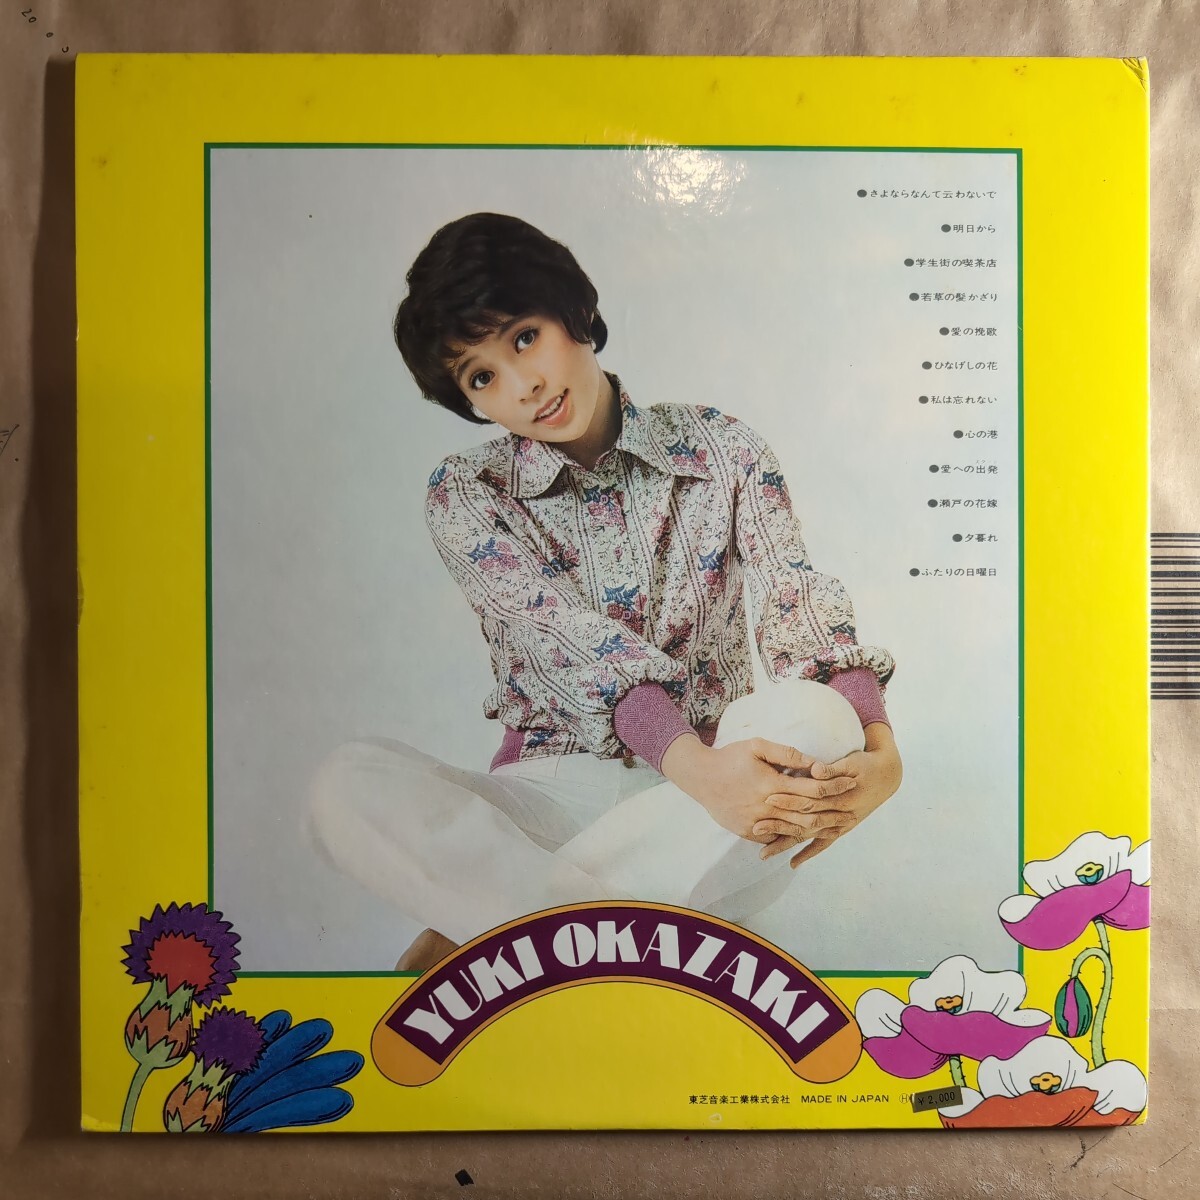 ●さよならなんて云わないで
●明日から
●学生街の喫茶店
●若草の髪かざり
●愛の挽歌
●ひなげしの花
●私は忘れない
●心の港
●愛への出発
●瀬戸の花嫁
●夕暮れ
●ふたりの日曜日
YUKI OKAZAKI
東芝音楽工業株式会社 MADE IN JAPAN
¥2,000